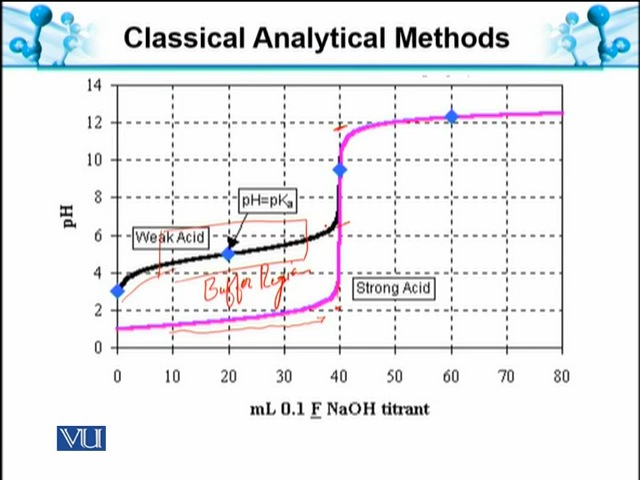 Classical Analytical Methods
14
12
10
8
6
4
2
0
pH
pH=pKa
Weak Acid
Buffer Region
Strong Acid
0 10 20 30 40 50 60 70 80
mL 0.1 F NaOH titrant
VU